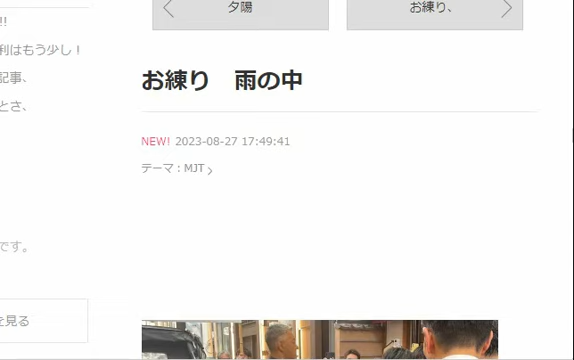 夕陽
お練り、
!!
利はもう少し！
記事、
とさ、
お練り　雨の中
NEW! 2023-08-27 17:49:41
テーマ：MJT
です。
を見る